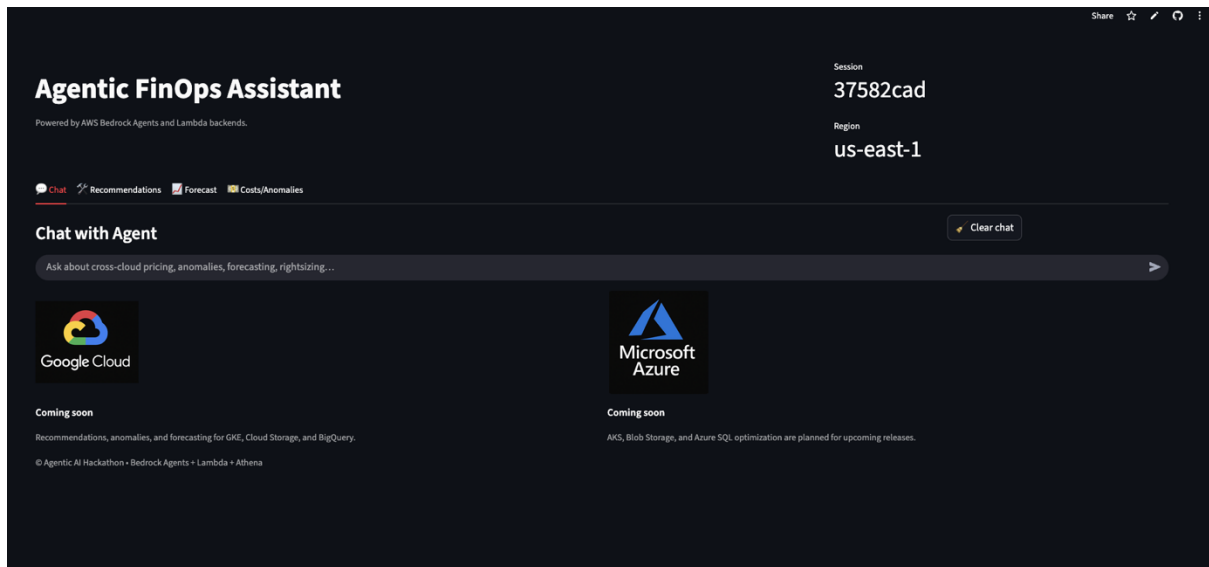 Share
Agentic FinOps Assistant
Powered by AWS Bedrock Agents and Lambda backends.
Session
37582cad
Region
us-east-1
Chat
Recommendations
Forecast
Costs/Anomalies
Chat with Agent
Clear chat
Ask about cross-cloud pricing, anomalies, forecasting, rightsizing…
Google Cloud
Coming soon
Recommendations, anomalies, and forecasting for GKE, Cloud Storage, and BigQuery.
Microsoft
Azure
Coming soon
AKS, Blob Storage, and Azure SQL optimization are planned for upcoming releases.
© Agentic AI Hackathon • Bedrock Agents + Lambda + Athena